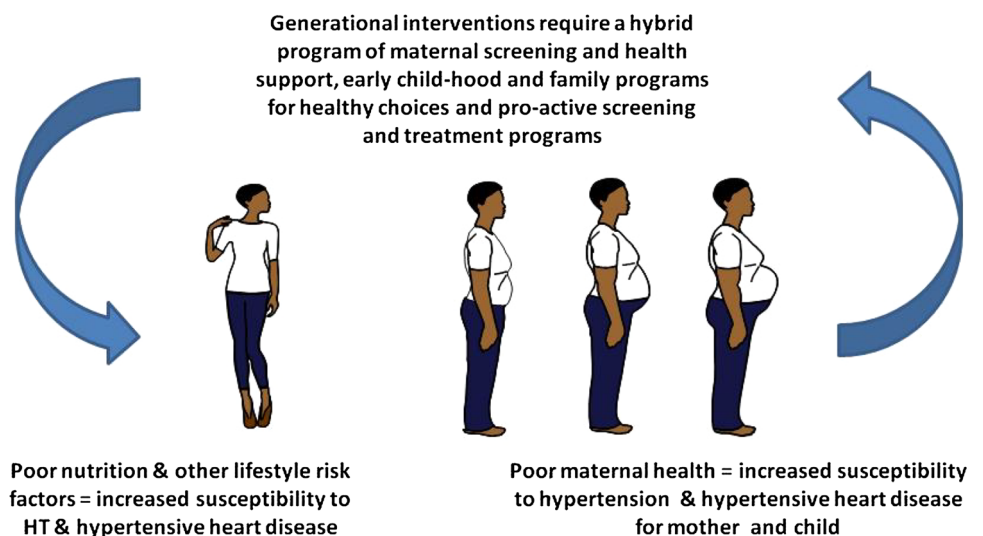 Generational interventions require a hybrid
program of maternal screening and health
support, early child-hood and family programs
for healthy choices and pro-active screening
and treatment programs
Poor nutrition & other lifestyle risk
factors = increased susceptibility to
HT & hypertensive heart disease
Poor maternal health = increased susceptibility
to hypertension & hypertensive heart disease
for mother and child